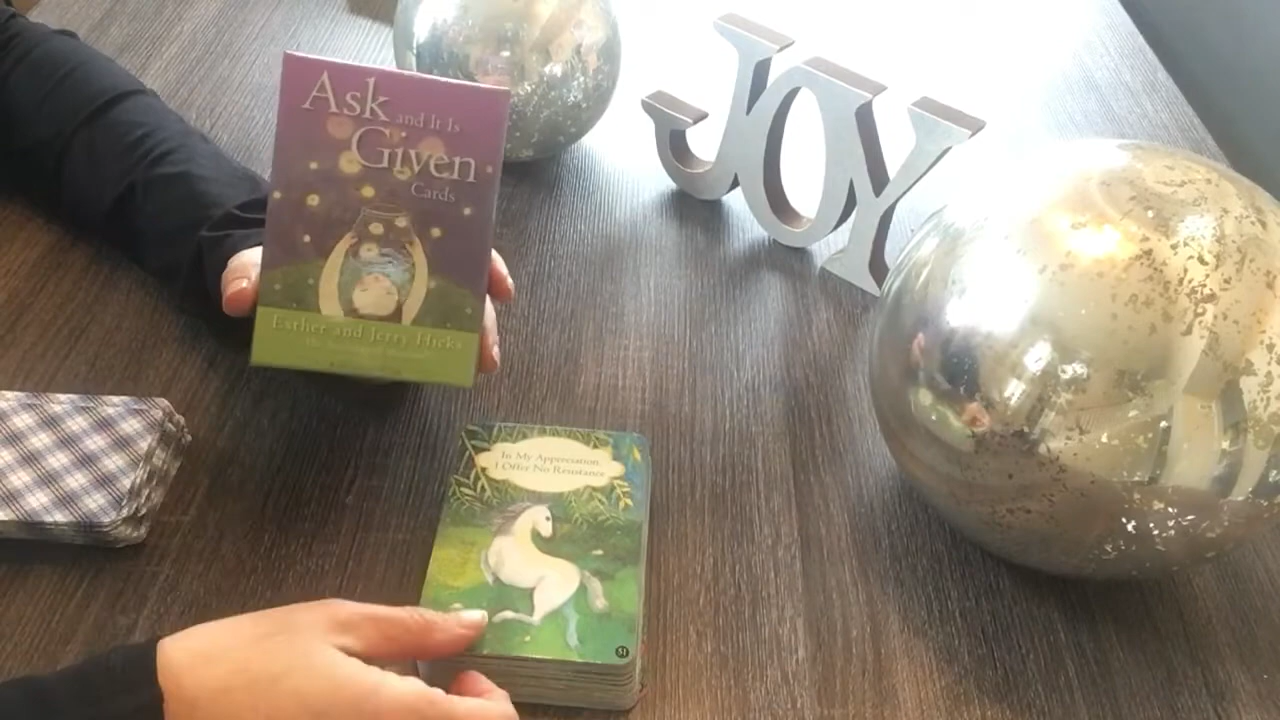 Ask and It Is
Given
Cards
Esther and Jerry Hicks
JOY
In My Appreciation
I Offer No Resistance
51